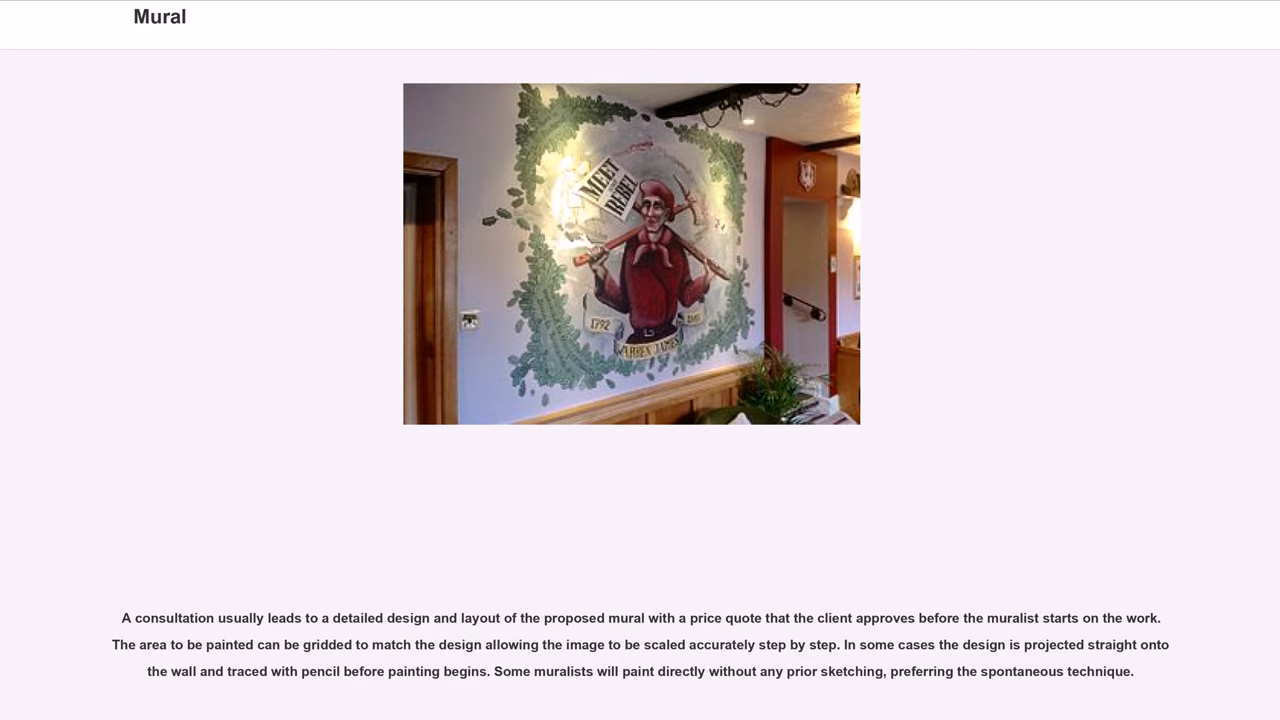 Mural
MEET
REBEL
1792
WARREN JAMES
A consultation usually leads to a detailed design and layout of the proposed mural with a price quote that the client approves before the muralist starts on the work.
The area to be painted can be gridded to match the design allowing the image to be scaled accurately step by step. In some cases the design is projected straight onto
the wall and traced with pencil before painting begins. Some muralists will paint directly without any prior sketching, preferring the spontaneous technique.